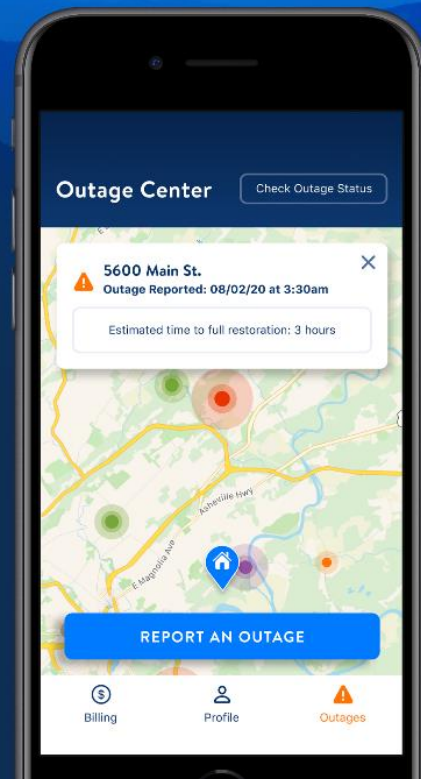 Outage Center
Check Outage Status
5600 Main St.
Outage Reported: 08/02/20 at 3:30am
Estimated time to full restoration: 3 hours
Asheville Hwy
E Magnolia Ave
REPORT AN OUTAGE
Billing
Profile
Outages